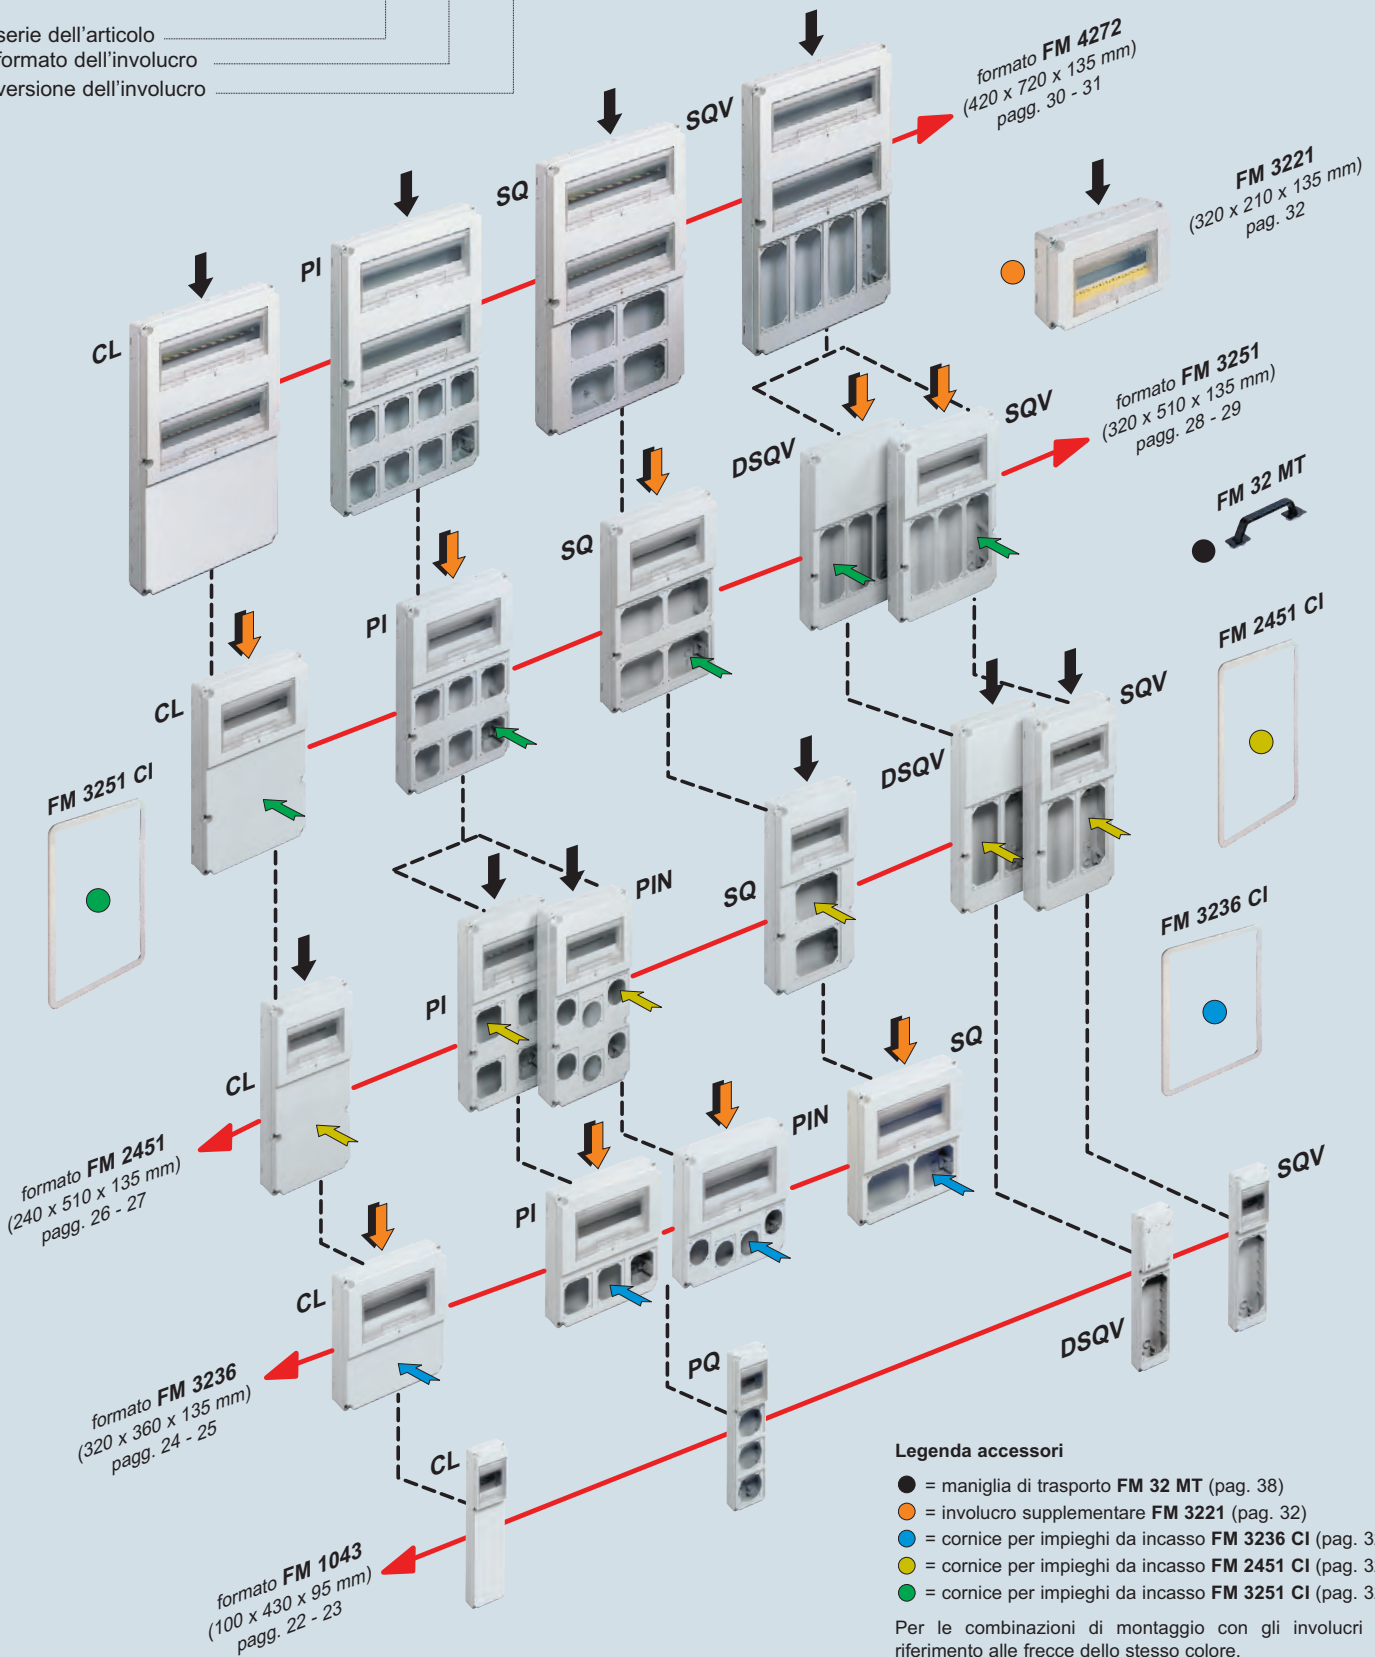 serie dell'articolo
formato dell'involucro
versione dell'involucro
formato FM 4272
(420 x 720 x 135 mm)
pagg. 30 - 31
SQV
SQ
PI
CL
FM 3221
(320 x 210 x 135 mm)
pag. 32
formato FM 3251
(320 x 510 x 135 mm)
pagg. 28 - 29
SQV
DSQV
SQ
PI
CL
FM 32 MT
FM 2451 CI
FM 3251 CI
SQV
DSQV
SQ
PIN
PI
CL
FM 3236 CI
formato FM 2451
(240 x 510 x 135 mm)
pagg. 26 - 27
SQ
PIN
PI
CL
formato FM 3236
(320 x 360 x 135 mm)
pagg. 24 - 25
SQV
DSQV
PQ
CL
formato FM 1043
(100 x 430 x 95 mm)
pagg. 22 - 23
Legenda accessori
= maniglia di trasporto FM 32 MT (pag. 38)
= involucro supplementare FM 3221 (pag. 32)
= cornice per impieghi da incasso FM 3236 CI (pag. 3
= cornice per impieghi da incasso FM 2451 CI (pag. 3
= cornice per impieghi da incasso FM 3251 CI (pag. 3
Per le combinazioni di montaggio con gli involucri
riferimento alle frecce dello stesso colore.